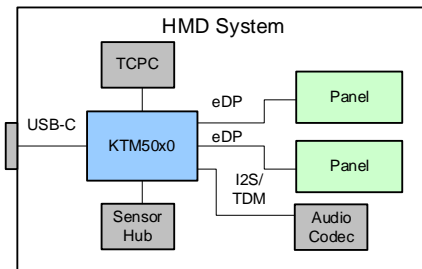 HMD System
TCPC
USB-C
KTM50x0
eDP
Panel
eDP
Panel
I2S/
TDM
Sensor
Hub
Audio
Codec